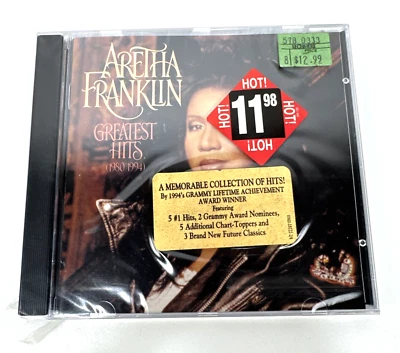 ARETHA
FRANKLIN
GREATEST
HITS
(1980-1994)
HOT!
HOT!
11 98
HOT!
HOT!
8 $12.99
A MEMORABLE COLLECTION OF HITS!
By 1994's GRAMMY LIFETIME ACHIEVEMENT
AWARD WINNER
Featuring
5 #1 Hits, 2 Grammy Award Nominees,
5 Additional Chart-Toppers and
3 Brand New Future Classics